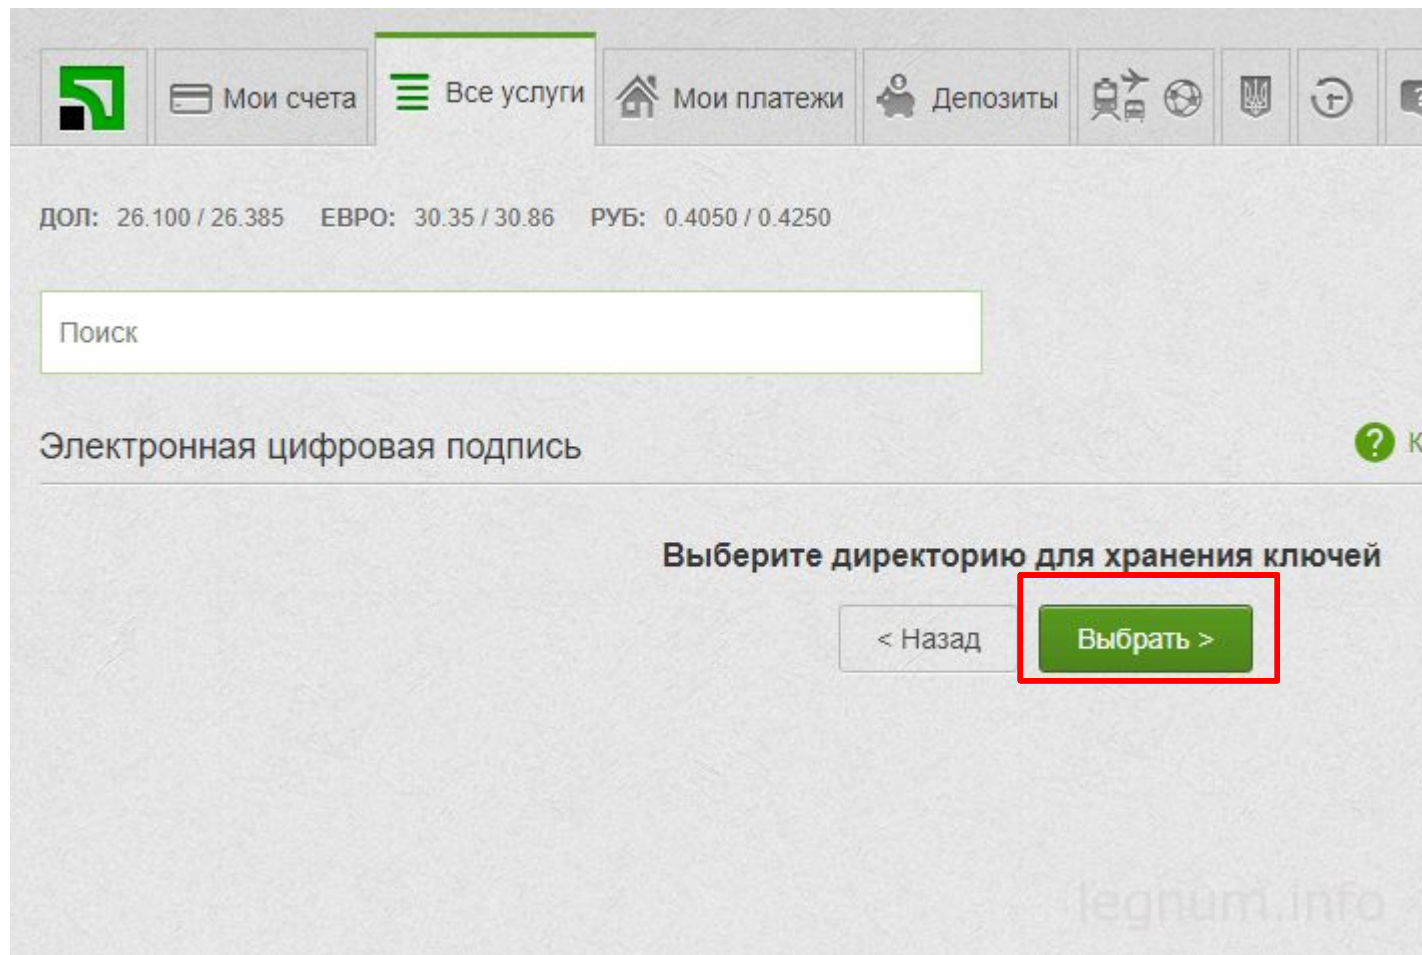 Мои счета Все услуги Мои платежи Депозиты
ДОЛ: 26.100 / 26.385 ЕВРО: 30.35 / 30.86 РУБ: 0.4050 / 0.4250
Поиск
Электронная цифровая подпись
? К
Выберите директорию для хранения ключей
< Назад Выбрать >
legnum.info